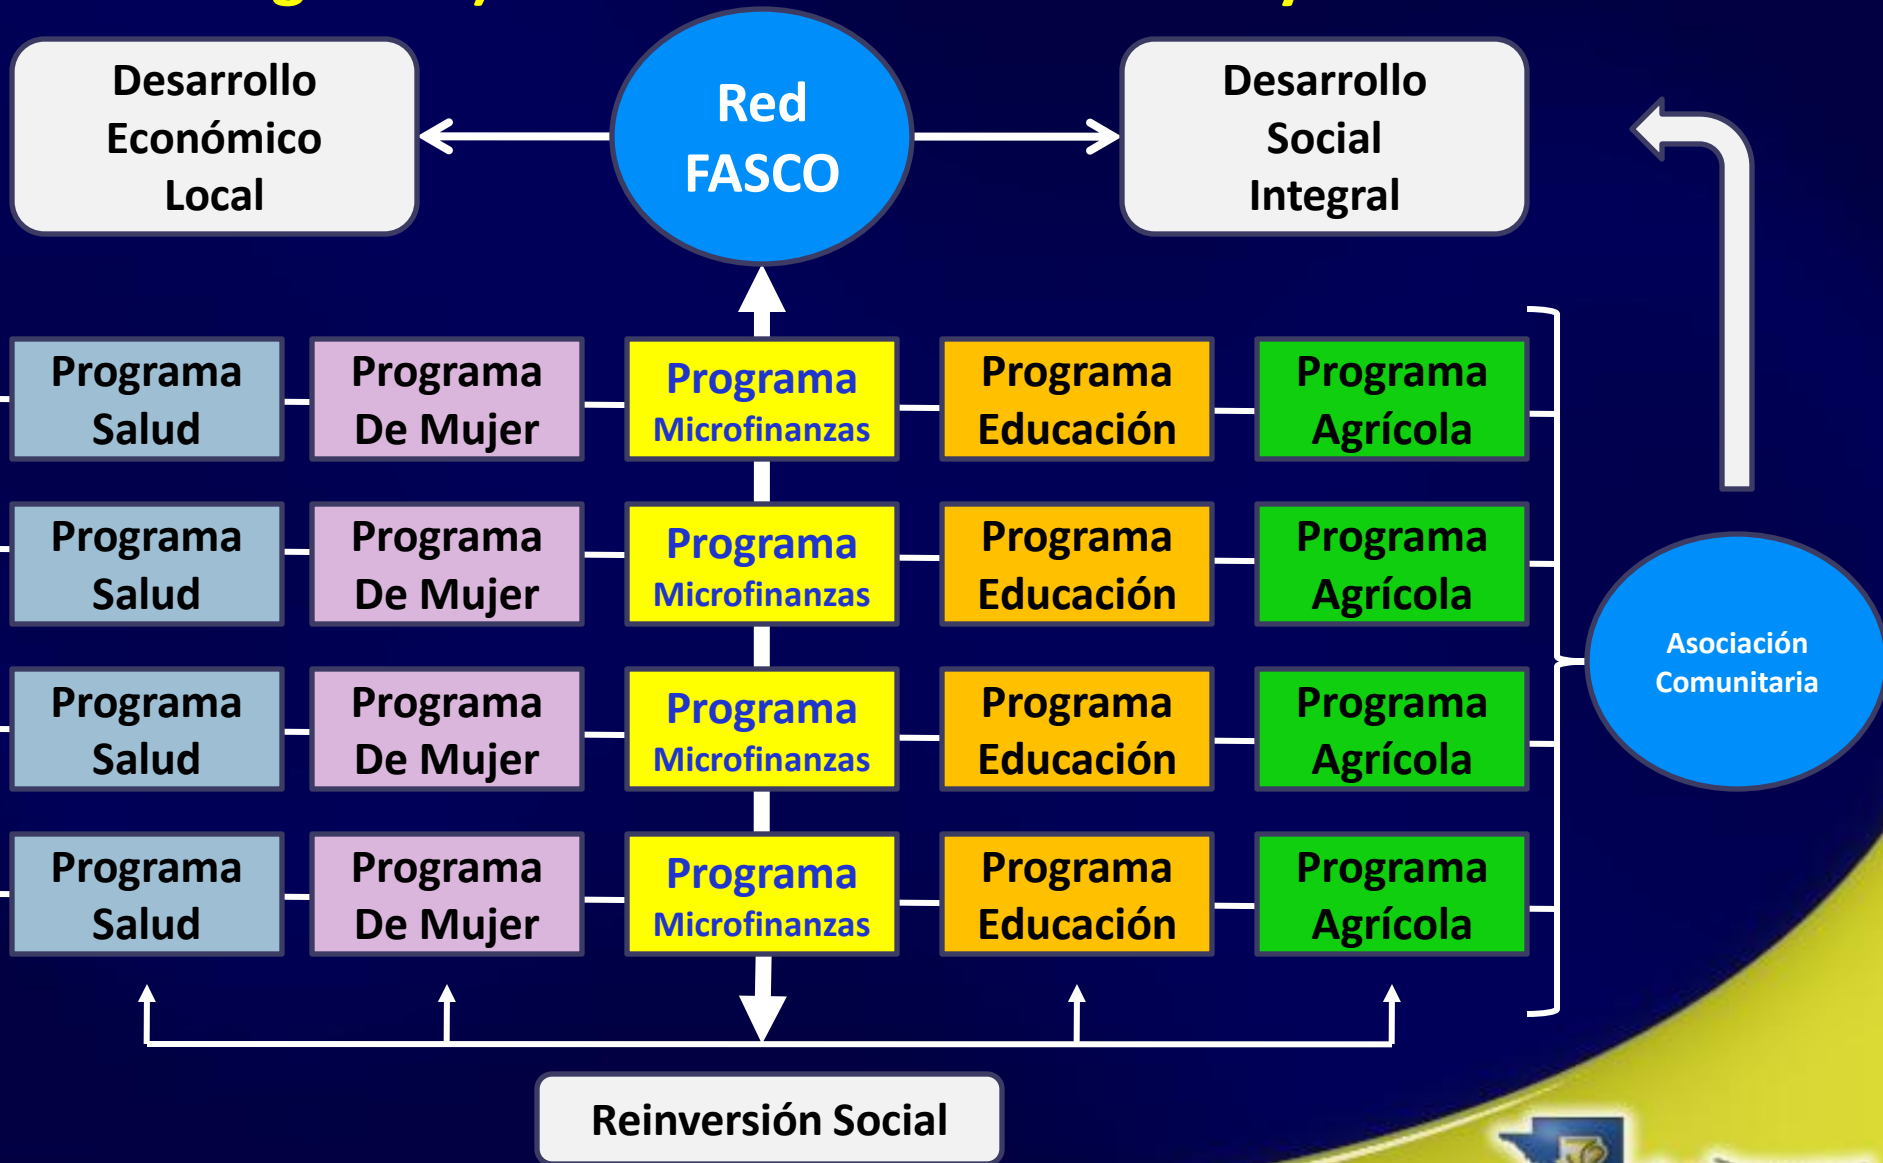 Desarrollo
Económico
Local
Red
FASCO
Desarrollo
Social
Integral
Programa
Salud
Programa
De Mujer
Programa
Microfinanzas
Programa
Educación
Programa
Agrícola
Programa
Salud
Programa
De Mujer
Programa
Microfinanzas
Programa
Educación
Programa
Agrícola
Asociación
Comunitaria
Programa
Salud
Programa
De Mujer
Programa
Microfinanzas
Programa
Educación
Programa
Agrícola
Programa
Salud
Programa
De Mujer
Programa
Microfinanzas
Programa
Educación
Programa
Agrícola
Reinversión Social